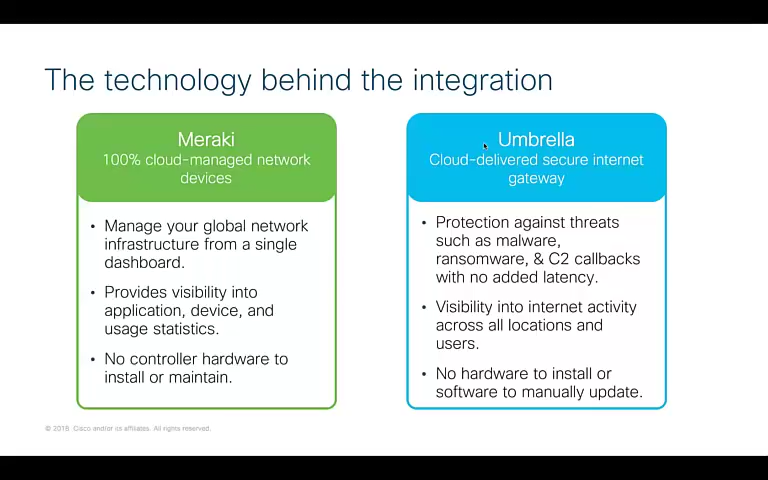 The technology behind the integration
Meraki
100% cloud-managed network
devices
• Manage your global network
infrastructure from a single
dashboard.
• Provides visibility into
application, device, and
usage statistics.
• No controller hardware to
install or maintain.
Umbrella
Cloud-delivered secure internet
gateway
• Protection against threats
such as malware,
ransomware, & C2 callbacks
with no added latency.
• Visibility into internet activity
across all locations and
users.
• No hardware to install or
software to manually update.
© 2018 Cisco and/or its affiliates. All rights reserved.